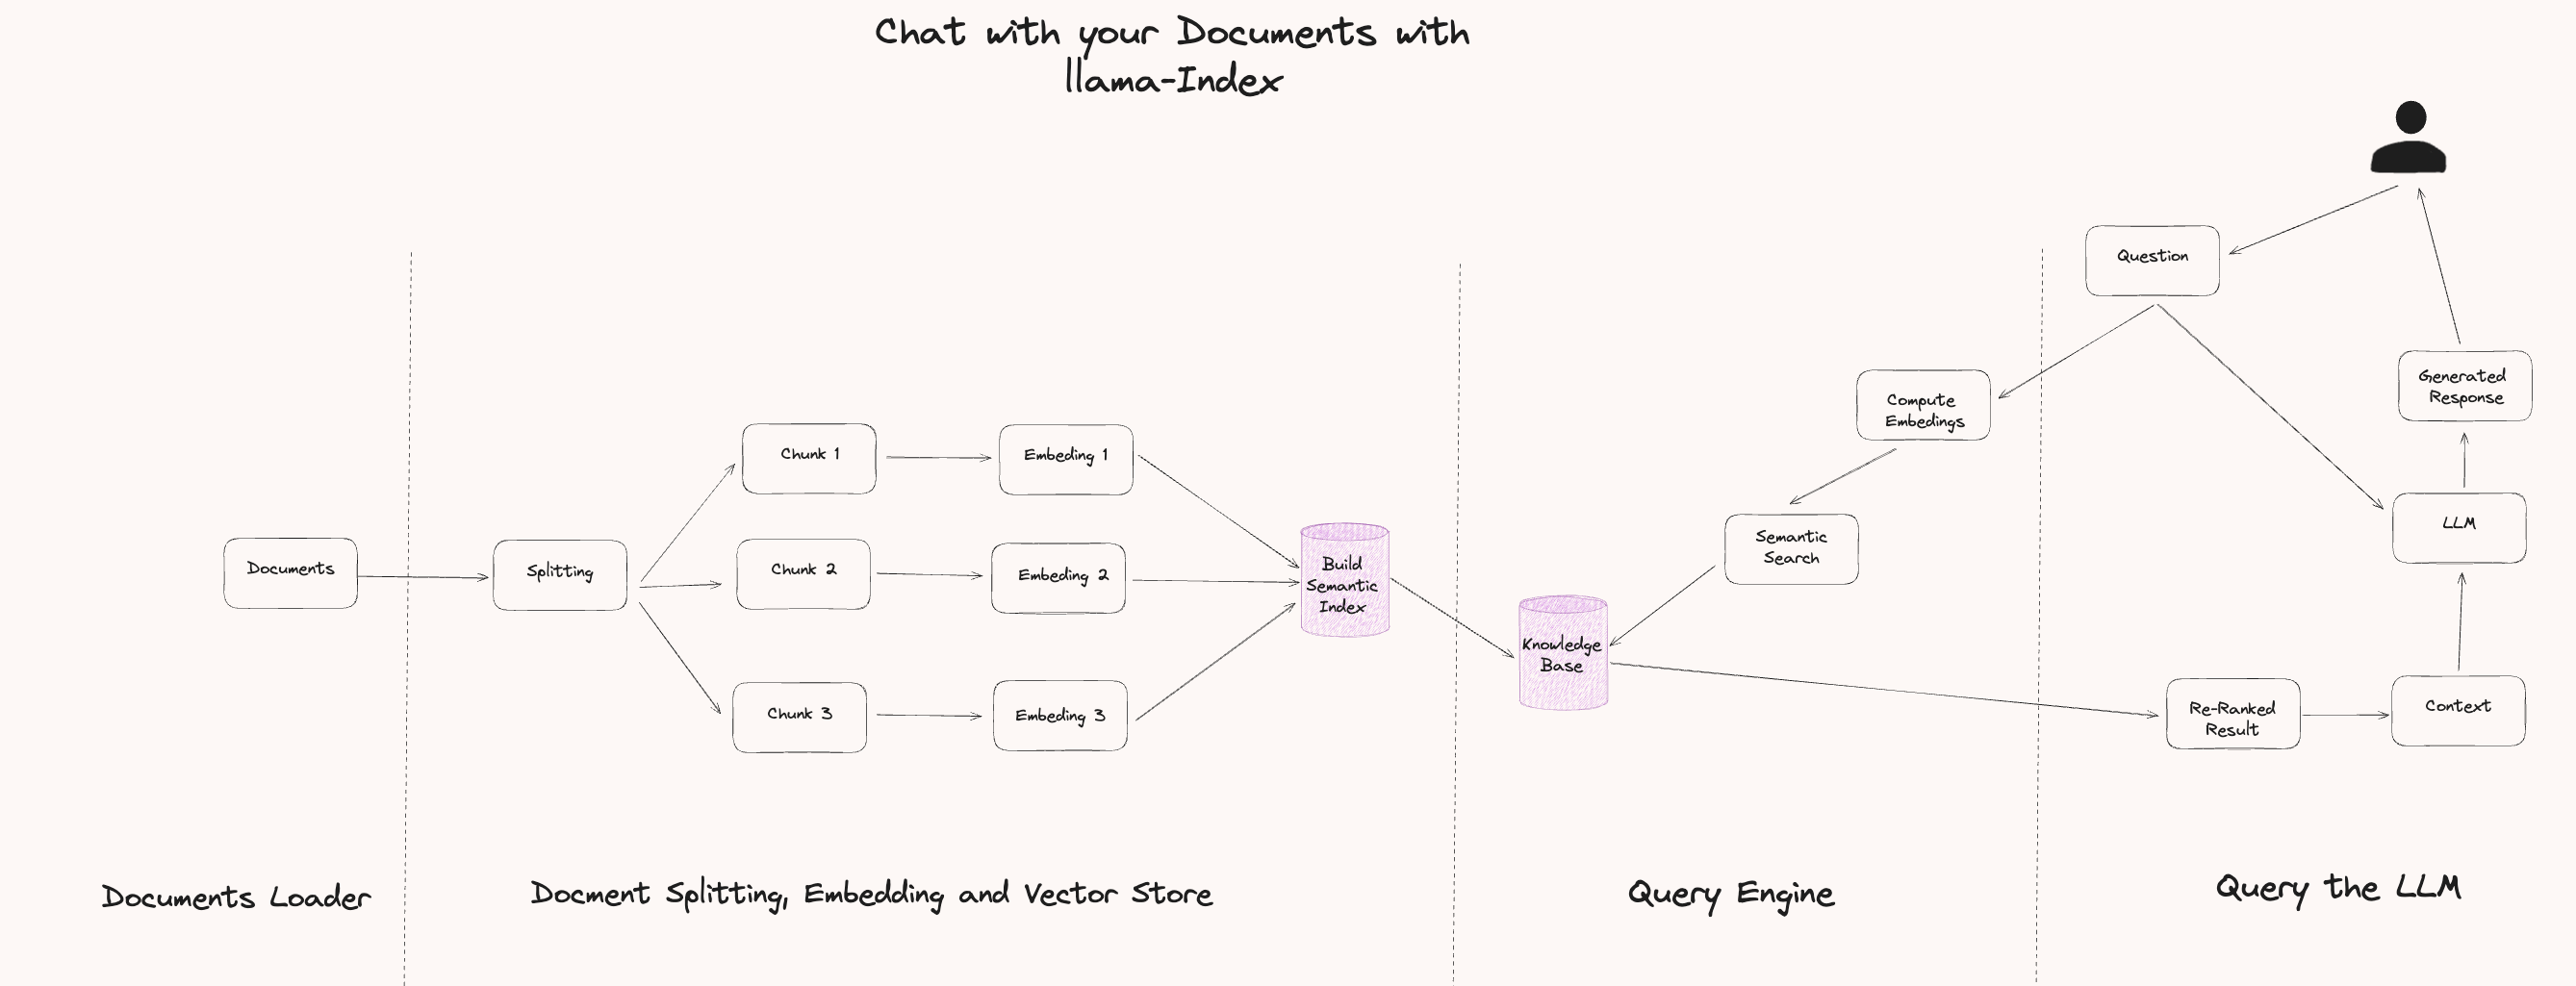 Chat with your Documents with
llama-Index
Question
Generated
Response
Compute
Embedings
Chunk 1
Embeding 1
LLM
Semantic
Search
Documents
Splitting
Chunk 2
Embeding 2
Build
Semantic
Index
Knowledge
Base
Chunk 3
Embeding 3
Re-Ranked
Result
Context
Documents Loader
Docment Splitting, Embedding and Vector Store
Query Engine
Query the LLM